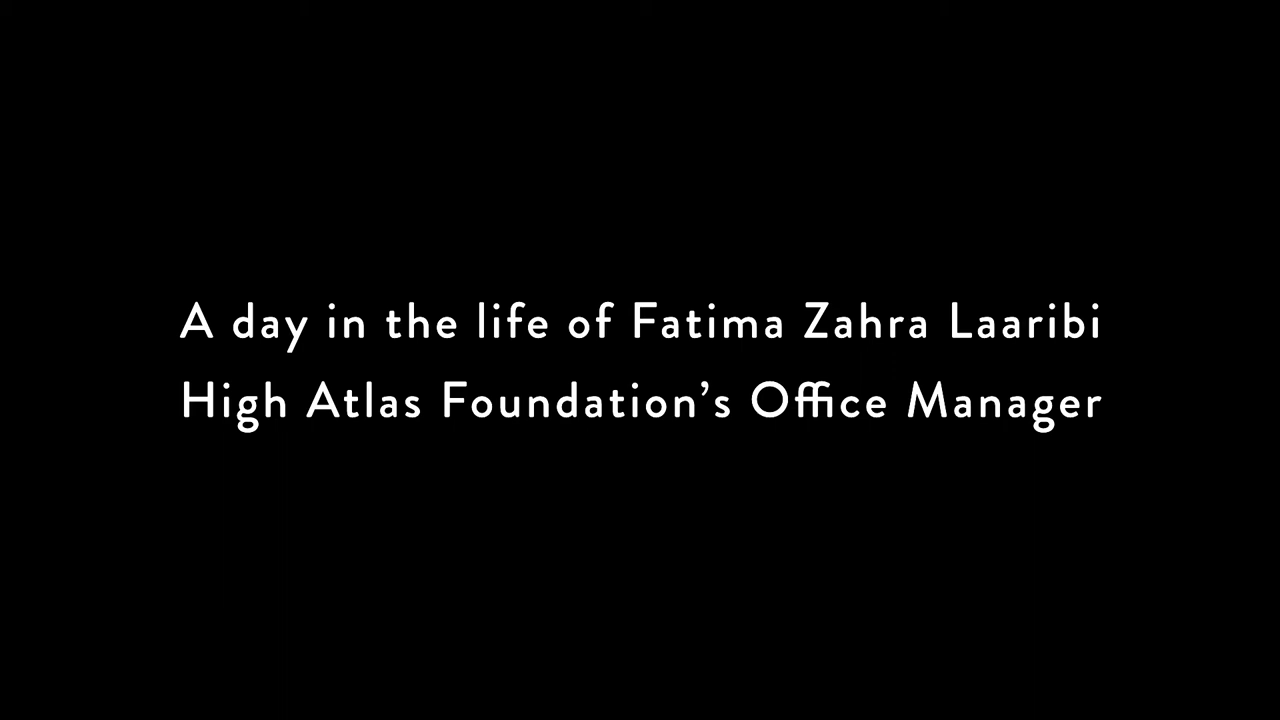 A day in the life of Fatima Zahra Laaribi
High Atlas Foundation’s Office Manager